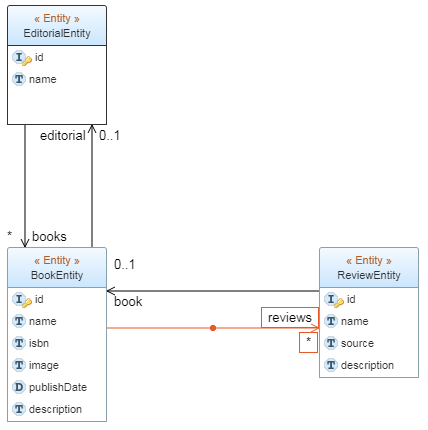 « Entity »
EditorialEntity
I id
T name
editorial 0..1
* books
« Entity »
BookEntity
I id
T name
T isbn
T image
D publishDate
T description
0..1
book
reviews
*
« Entity »
ReviewEntity
I id
T name
T source
T description